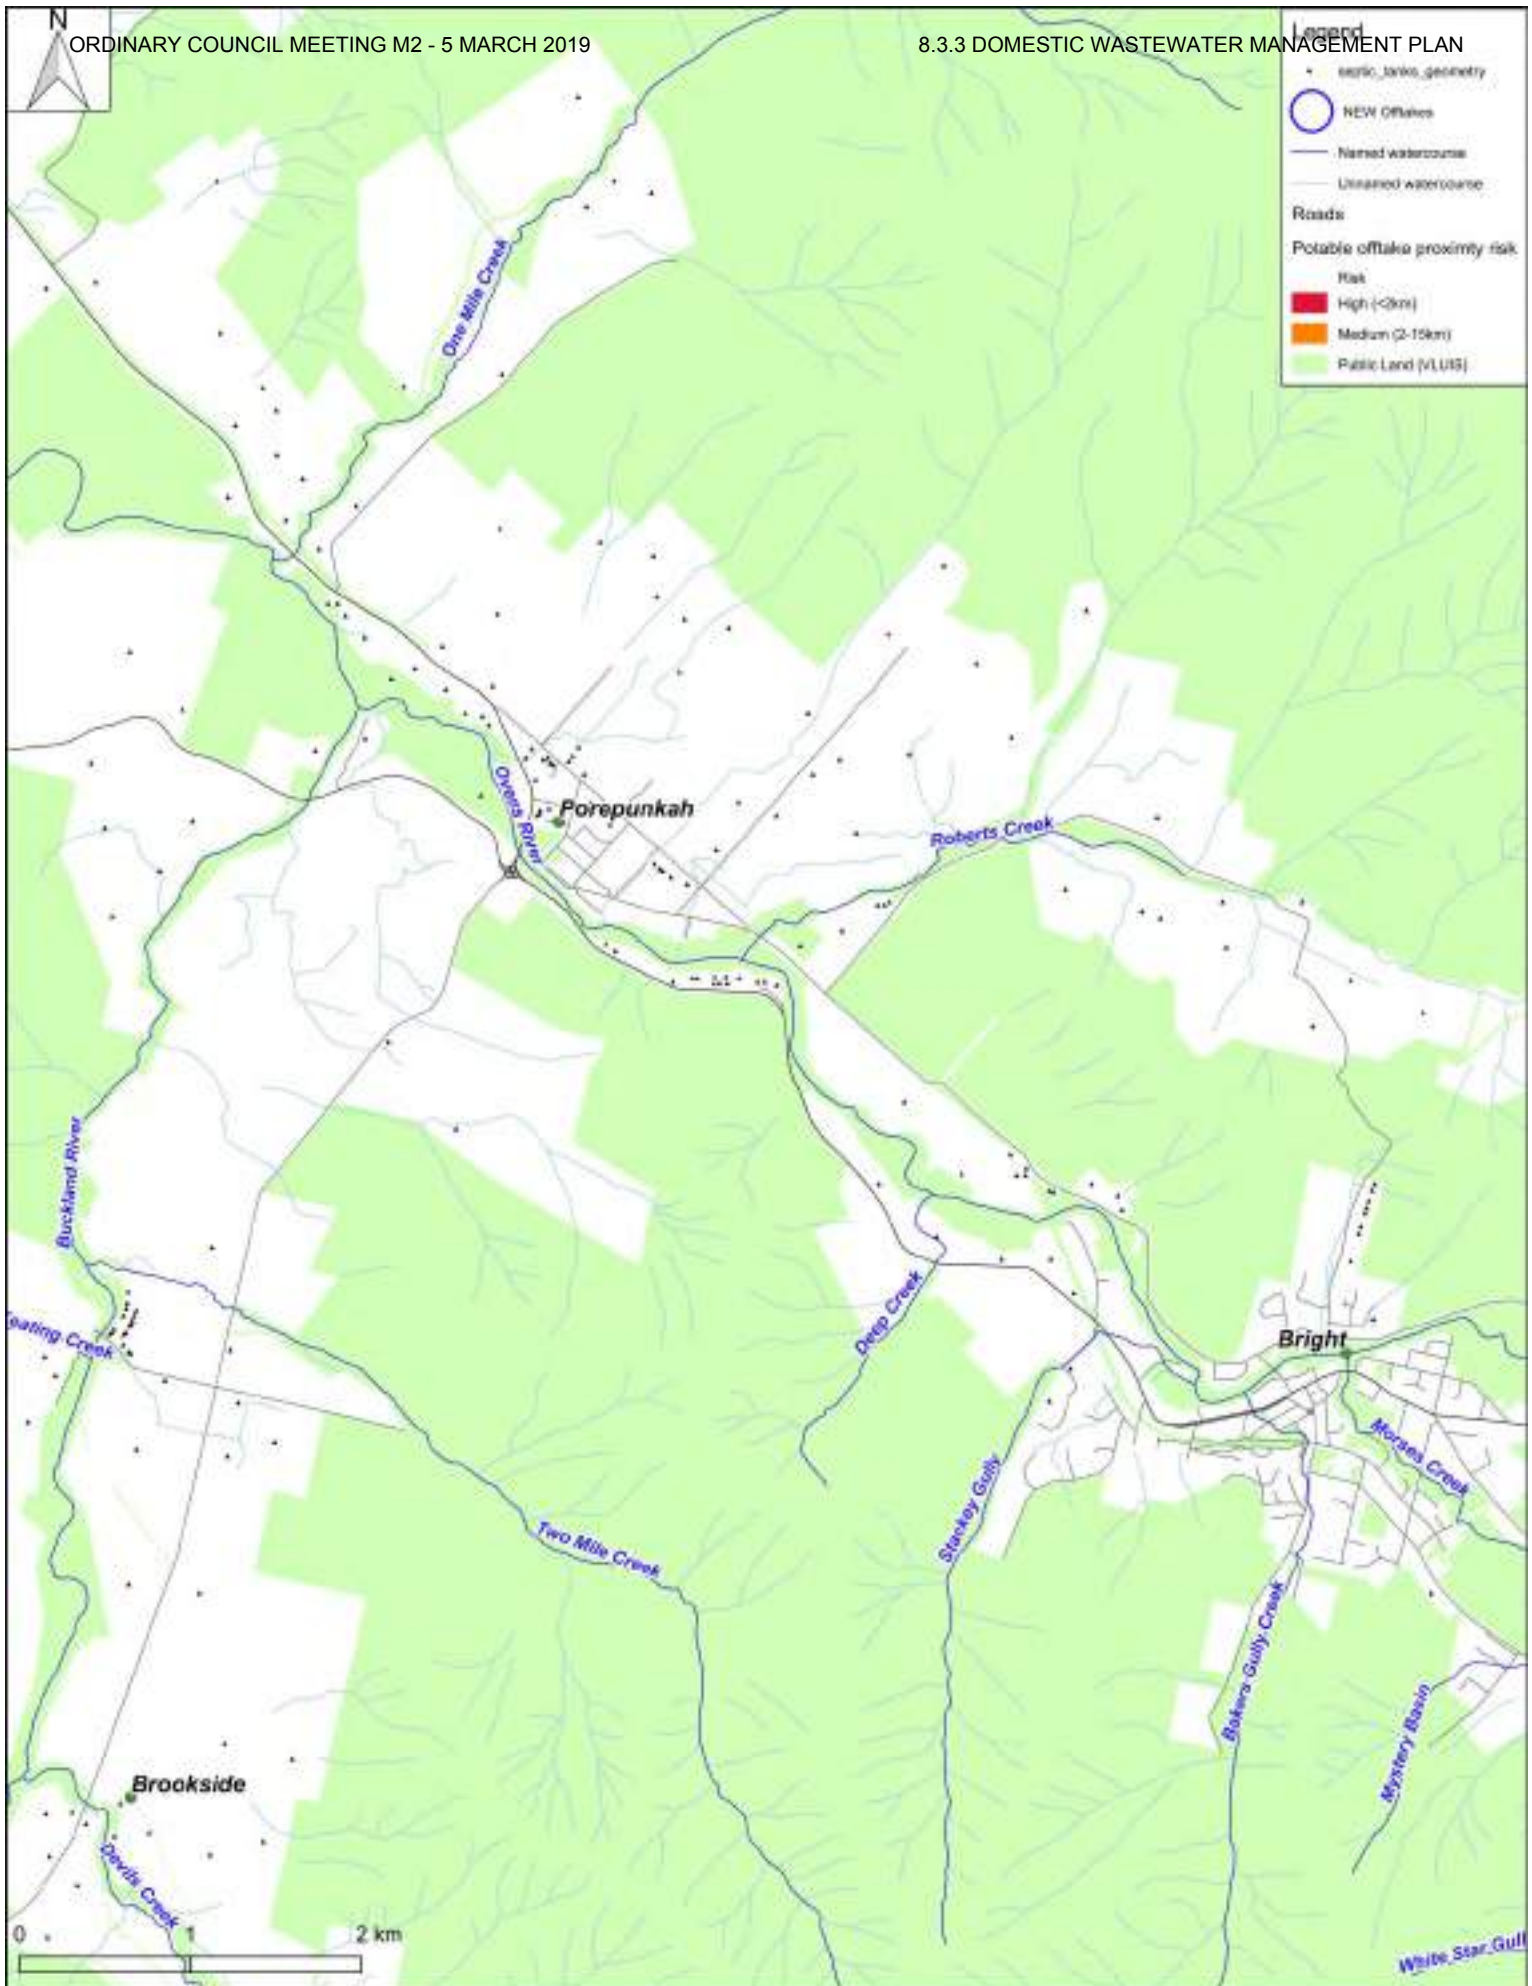 N
ORDINARY COUNCIL MEETING M2 - 5 MARCH 2019
8.3.3 DOMESTIC WASTEWATER MANAGEMENT PLAN
Legend
septic_tanks_geometry
NEW Offtakes
Named watercourse
Unnamed watercourse
Roads
Potable offtake proximty risk
Risk
High (<2km)
Medium (2-15km)
Public Land (VLUIS)
One Mile Creek
Ovens River
Porepunkah
Roberts Creek
Buckland River
eating Creek
Deep Creek
Bright
Morses Creek
Stackey Gully
Two Mile Creek
Bakers Gully Creek
Mystery Basin
Brookside
Devils Creek
0 1 2 km
White Star Gull